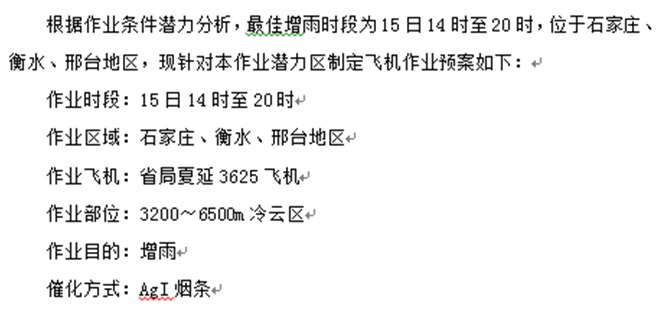 根据作业条件潜力分析，最佳增雨时段为15日14时至20时，位于石家庄、
衡水、邢台地区，现针对本作业潜力区制定飞机作业预案如下：
作业时段：15日14时至20时
作业区域：石家庄、衡水、邢台地区
作业飞机：省局夏延3625飞机
作业部位：3200～6500m冷云区
作业目的：增雨
催化方式：AgI烟条